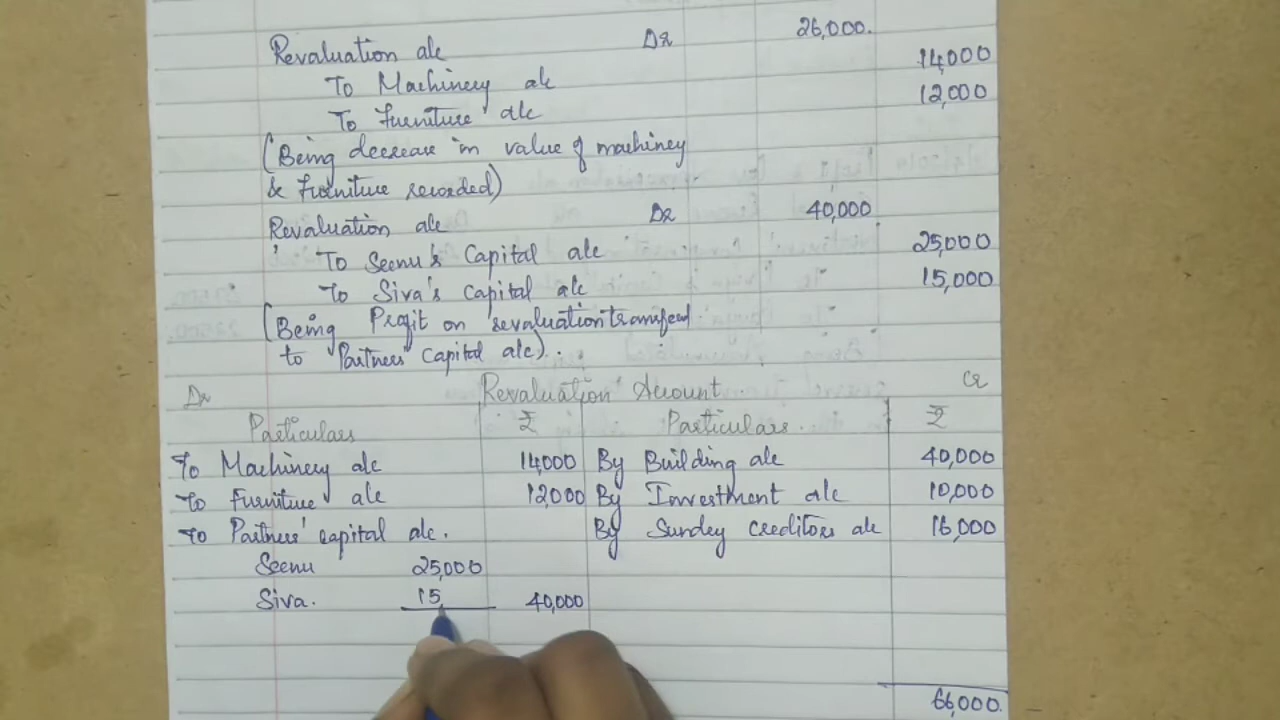 Revaluation a/c Dr 26,000.
To Machinery a/c 14,000
To Furniture a/c 12,000
(Being decrease in value of machinery
& furniture recorded)
Revaluation a/c Dr 40,000
To Seenu's Capital a/c 25,000
To Siva's Capital a/c 15,000
(Being Profit on revaluation transfered
to Partners' Capital a/c).
Dr Revaluation Account Cr
Particulars ₹ Particulars. ₹
To Machinery a/c 14,000 By Building a/c 40,000
To Furniture a/c 12,000 By Investment a/c 10,000
To Partners' capital a/c. By Sundry creditors a/c 16,000
Seenu 25,000
Siva. 15 40,000
66,000.